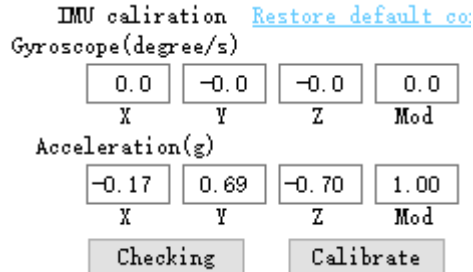 IMU caliration Restore default
Gyroscope(degree/s)
0.0 -0.0 -0.0 0.0
X Y Z Mod
Acceleration(g)
-0.17 0.69 -0.70 1.00
X Y Z Mod
Checking Calibrate